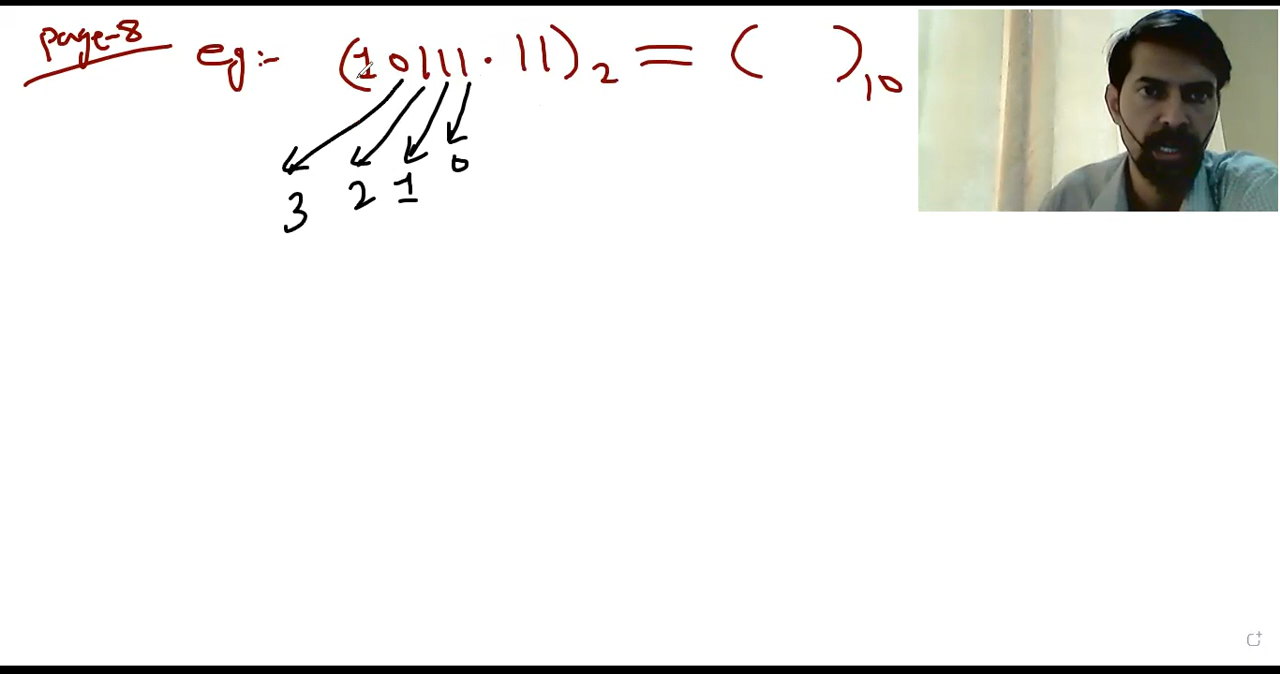 page-8
eg:- (10111.11)2 = ( )10
3 2 1 0